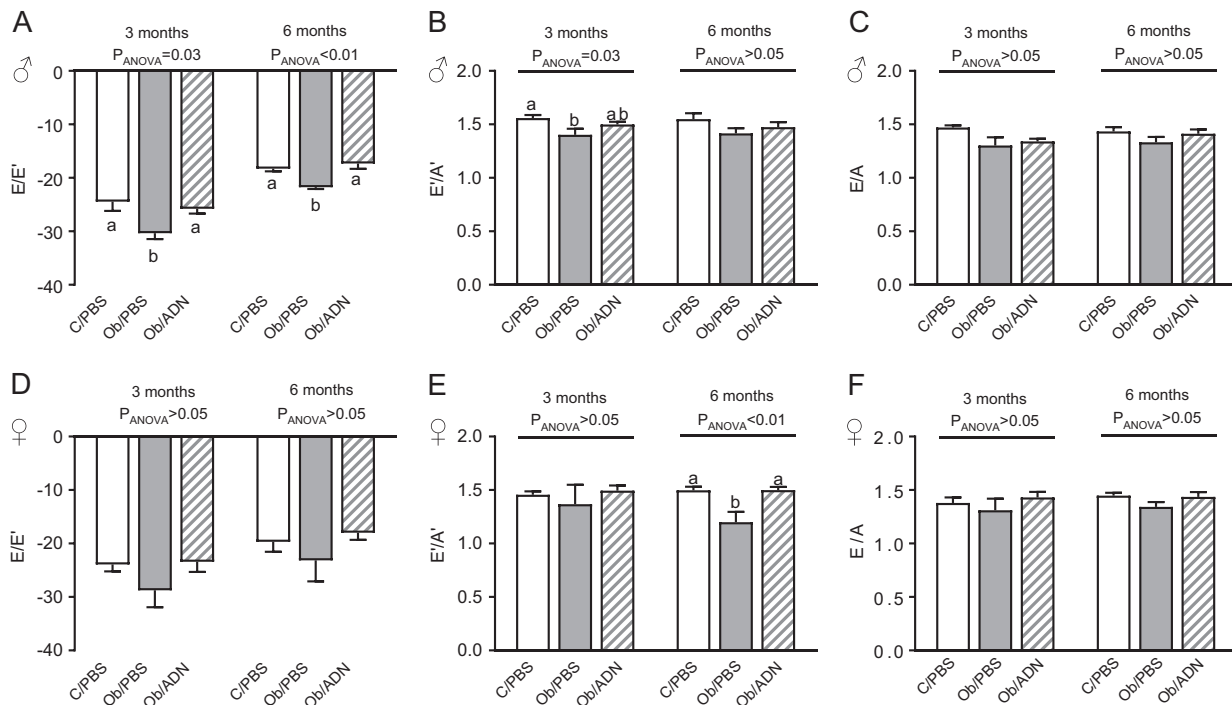 A
3 months
6 months
P_ANOVA=0.03
P_ANOVA<0.01
♂
E/E'
0
-10
-20
-30
-40
a
b
a
a
b
a
C/PBS
Ob/PBS
Ob/ADN
C/PBS
Ob/PBS
Ob/ADN
B
3 months
6 months
P_ANOVA=0.03
P_ANOVA>0.05
♂
E'/A'
2.0
1.5
1.0
0.5
0.0
a
b
a,b
C/PBS
Ob/PBS
Ob/ADN
C/PBS
Ob/PBS
Ob/ADN
C
3 months
6 months
P_ANOVA>0.05
P_ANOVA>0.05
♂
E/A
2.0
1.5
1.0
0.5
0.0
C/PBS
Ob/PBS
Ob/ADN
C/PBS
Ob/PBS
Ob/ADN
D
3 months
6 months
P_ANOVA>0.05
P_ANOVA>0.05
♀
E/E'
0
-10
-20
-30
-40
C/PBS
Ob/PBS
Ob/ADN
C/PBS
Ob/PBS
Ob/ADN
E
3 months
6 months
P_ANOVA>0.05
P_ANOVA<0.01
♀
E'/A'
2.0
1.5
1.0
0.5
0.0
a
b
a
C/PBS
Ob/PBS
Ob/ADN
C/PBS
Ob/PBS
Ob/ADN
F
3 months
6 months
P_ANOVA>0.05
P_ANOVA>0.05
♀
E/A
2.0
1.5
1.0
0.5
0.0
C/PBS
Ob/PBS
Ob/ADN
C/PBS
Ob/PBS
Ob/ADN